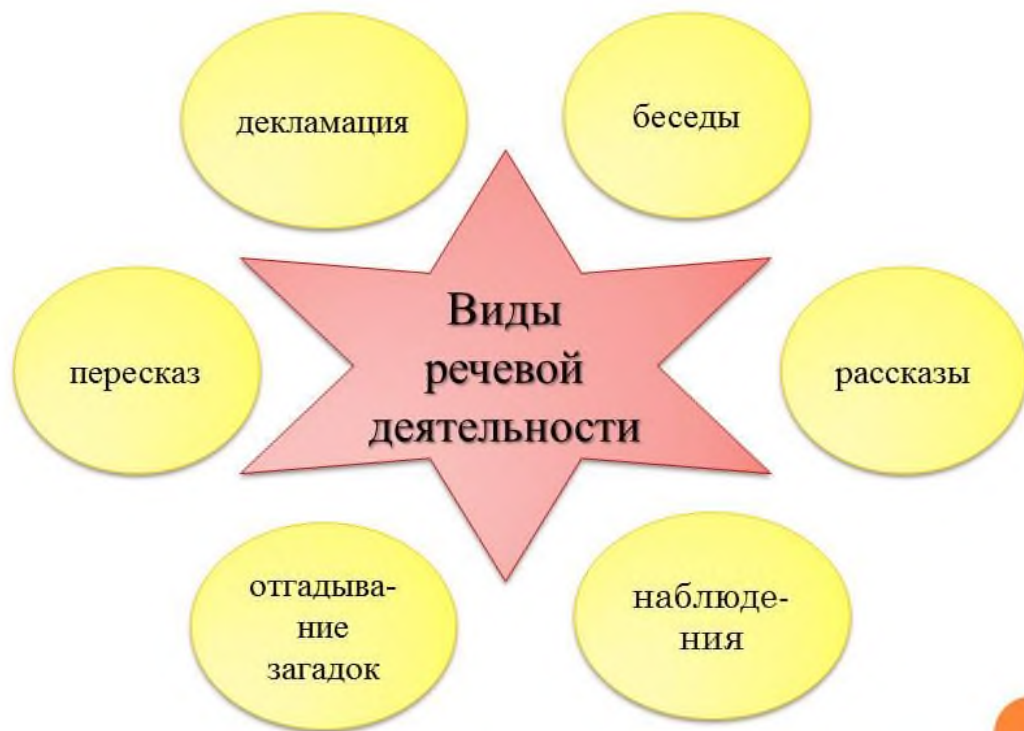 декламация
беседы
Виды
речевой
деятельности
пересказ
рассказы
отгадыва-
ние
загадок
наблюде-
ния